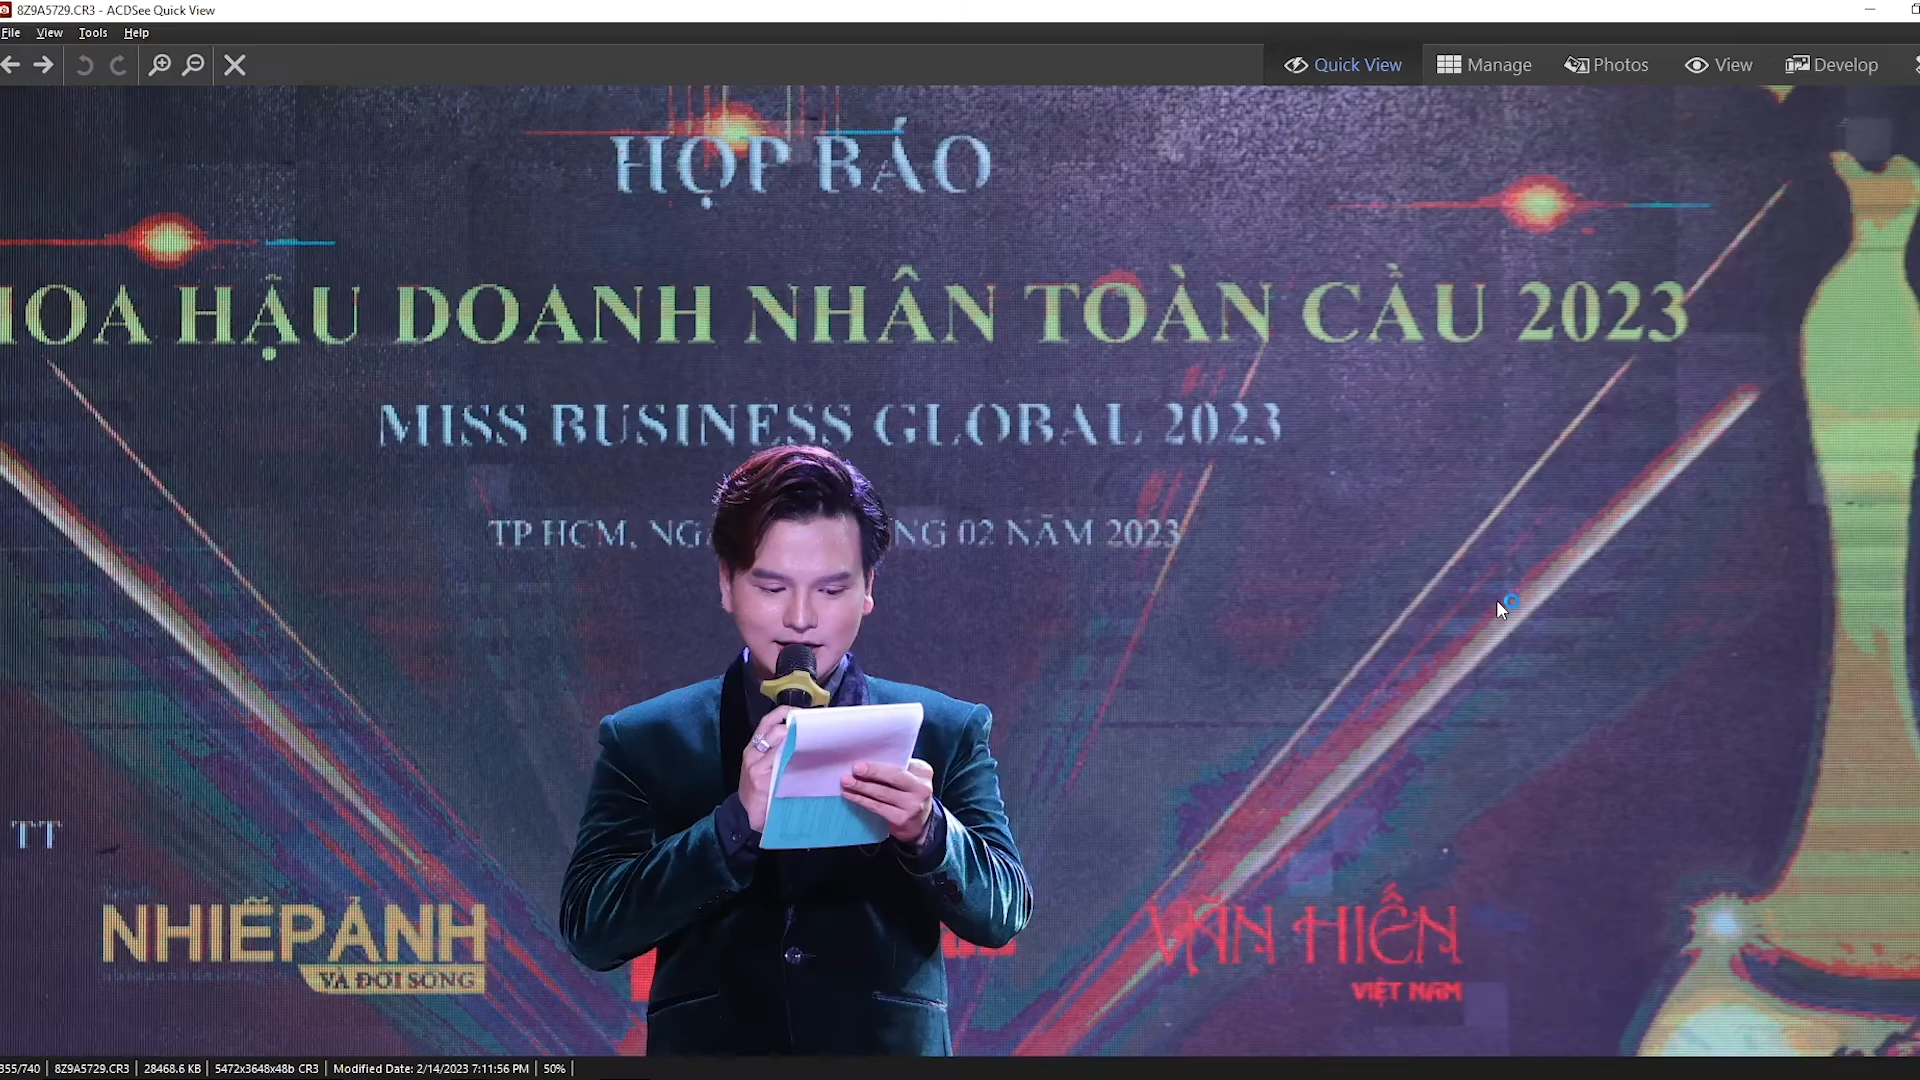 8Z9A5729.CR3 - ACDSee Quick View
File View Tools Help
Quick View Manage Photos View Develop
HỌP BÁO
HOA HẬU DOANH NHÂN TOÀN CẦU 2023
MISS BUSINESS GLOBAL 2023
TP HCM, NG NG 02 NĂM 2023
TT
NHIẾPẢNH
VÀ ĐỜI SỐNG
VĂN HIẾN
VIỆT NAM
355/740 8Z9A5729.CR3 28468.6 KB 5472x3648x48b CR3 Modified Date: 2/14/2023 7:11:56 PM 50%